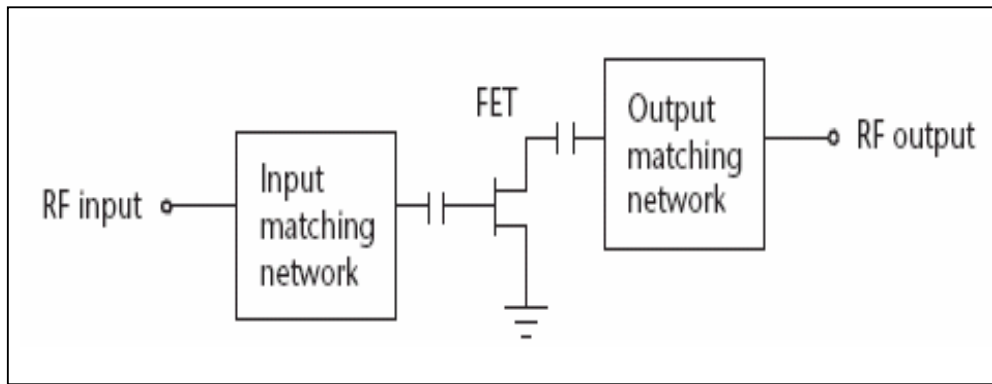 RF input
Input
matching
network
FET
Output
matching
network
RF output